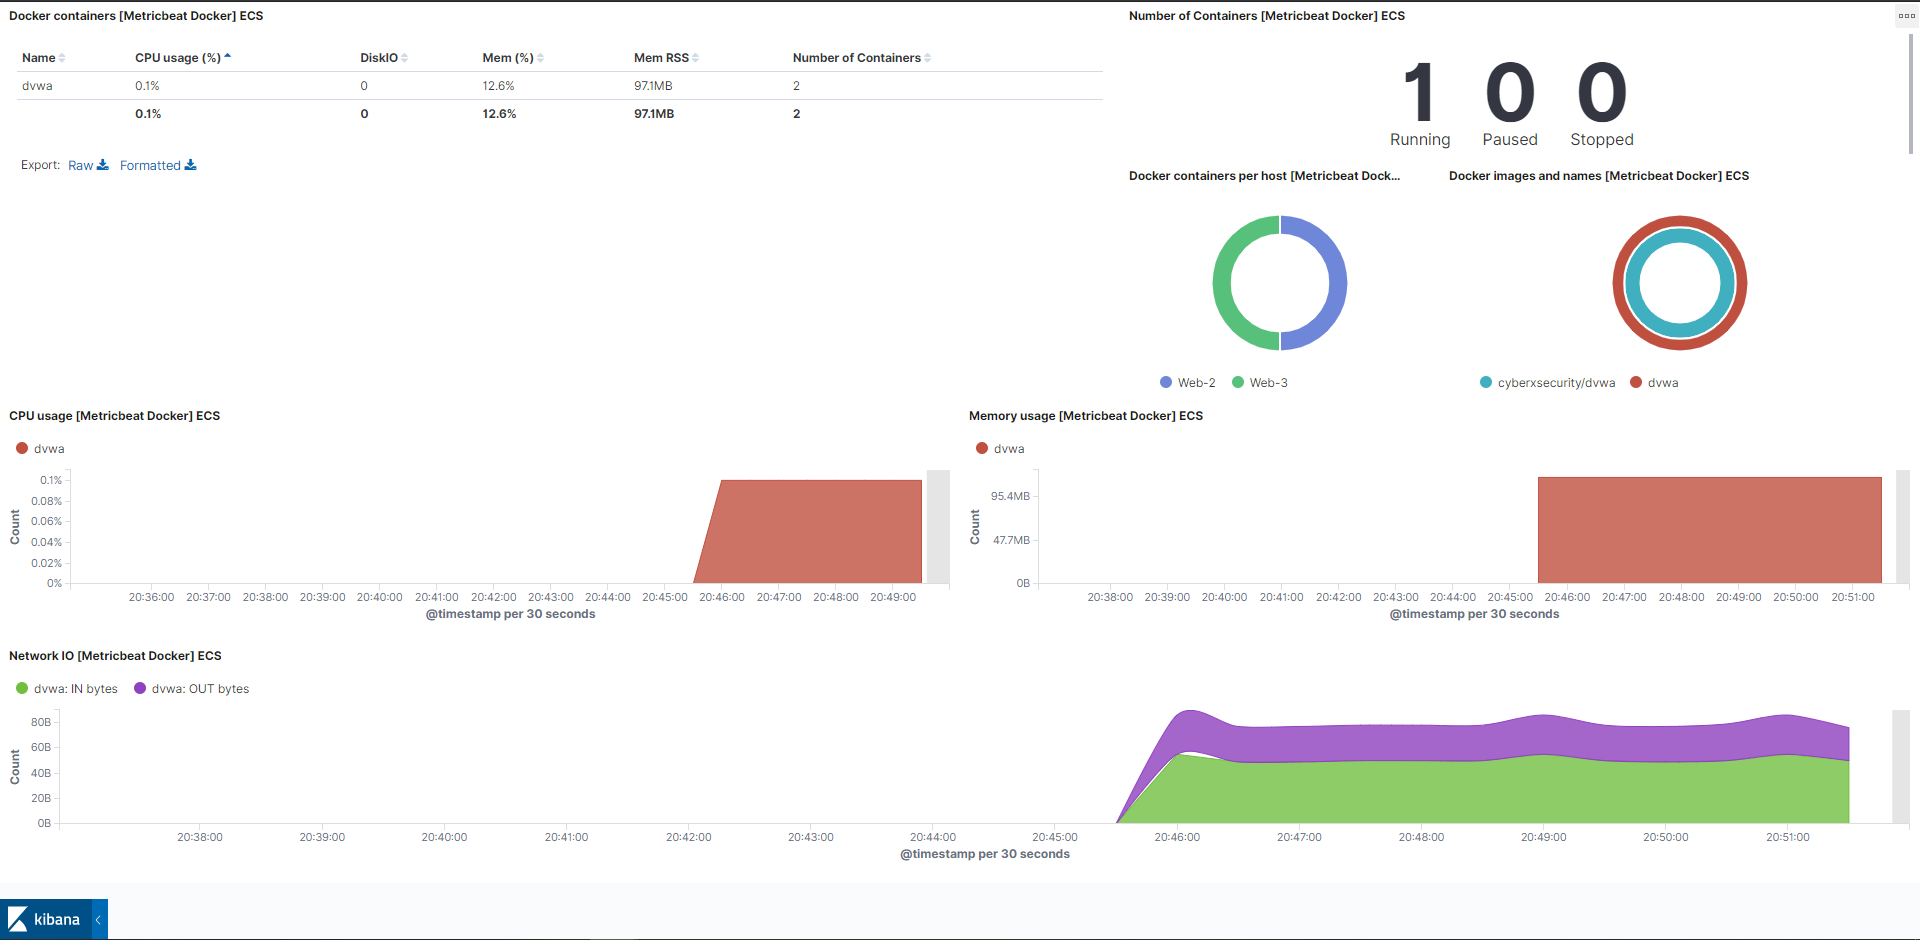 Docker containers [Metricbeat Docker] ECS
Name CPU usage (%) DiskIO Mem (%) Mem RSS Number of Containers
dvwa 0.1% 0 12.6% 97.1MB 2
0.1% 0 12.6% 97.1MB 2
Export: Raw Formatted
Number of Containers [Metricbeat Docker] ECS
1 0 0
Running Paused Stopped
Docker containers per host [Metricbeat Dock...
Web-2 Web-3
Docker images and names [Metricbeat Docker] ECS
cyberxsecurity/dvwa dvwa
CPU usage [Metricbeat Docker] ECS
dvwa
Count
0.1%
0.08%
0.06%
0.04%
0.02%
0%
20:36:00 20:37:00 20:38:00 20:39:00 20:40:00 20:41:00 20:42:00 20:43:00 20:44:00 20:45:00 20:46:00 20:47:00 20:48:00 20:49:00
@timestamp per 30 seconds
Memory usage [Metricbeat Docker] ECS
dvwa
Count
95.4MB
47.7MB
0B
20:38:00 20:39:00 20:40:00 20:41:00 20:42:00 20:43:00 20:44:00 20:45:00 20:46:00 20:47:00 20:48:00 20:49:00 20:50:00 20:51:00
@timestamp per 30 seconds
Network IO [Metricbeat Docker] ECS
dvwa: IN bytes dvwa: OUT bytes
Count
80B
60B
40B
20B
0B
20:38:00 20:39:00 20:40:00 20:41:00 20:42:00 20:43:00 20:44:00 20:45:00 20:46:00 20:47:00 20:48:00 20:49:00 20:50:00 20:51:00
@timestamp per 30 seconds
kibana